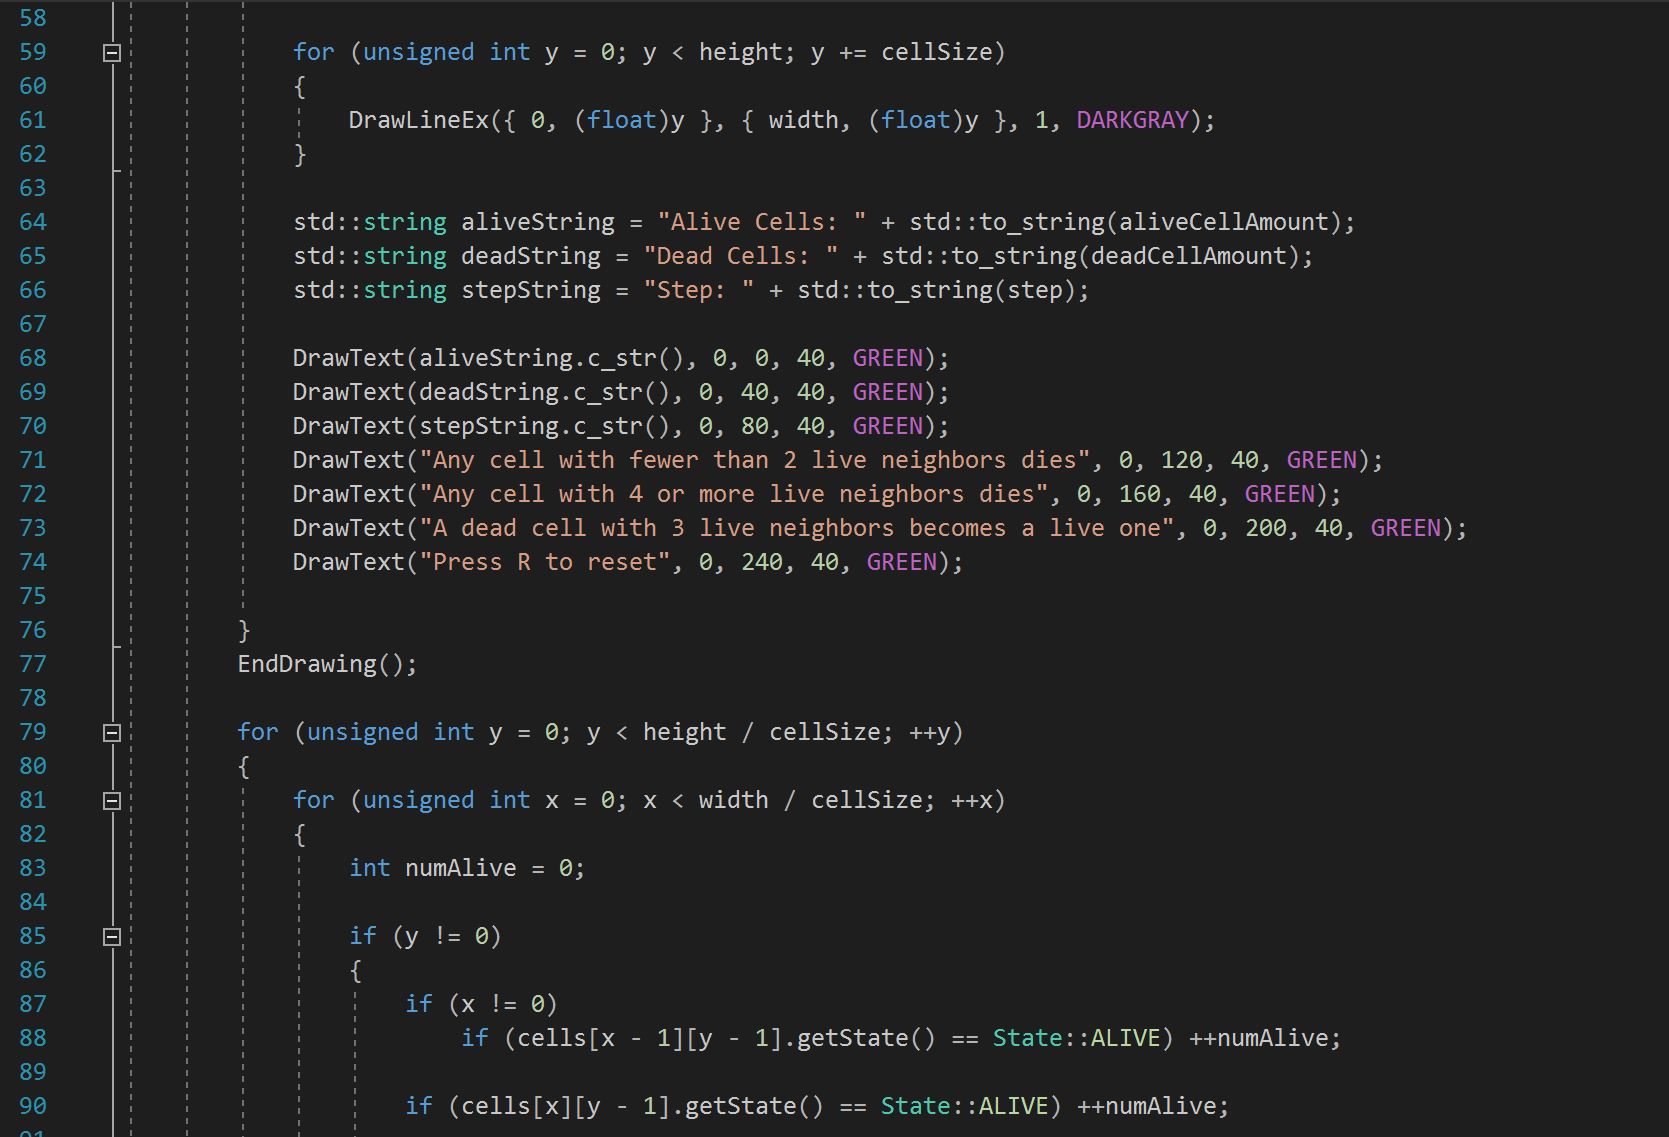 58
59 for (unsigned int y = 0; y < height; y += cellSize)
60 {
61 DrawLineEx({ 0, (float)y }, { width, (float)y }, 1, DARKGRAY);
62 }
63
64 std::string aliveString = "Alive Cells: " + std::to_string(aliveCellAmount);
65 std::string deadString = "Dead Cells: " + std::to_string(deadCellAmount);
66 std::string stepString = "Step: " + std::to_string(step);
67
68 DrawText(aliveString.c_str(), 0, 0, 40, GREEN);
69 DrawText(deadString.c_str(), 0, 40, 40, GREEN);
70 DrawText(stepString.c_str(), 0, 80, 40, GREEN);
71 DrawText("Any cell with fewer than 2 live neighbors dies", 0, 120, 40, GREEN);
72 DrawText("Any cell with 4 or more live neighbors dies", 0, 160, 40, GREEN);
73 DrawText("A dead cell with 3 live neighbors becomes a live one", 0, 200, 40, GREEN);
74 DrawText("Press R to reset", 0, 240, 40, GREEN);
75
76 }
77 EndDrawing();
78
79 for (unsigned int y = 0; y < height / cellSize; ++y)
80 {
81 for (unsigned int x = 0; x < width / cellSize; ++x)
82 {
83 int numAlive = 0;
84
85 if (y != 0)
86 {
87 if (x != 0)
88 if (cells[x - 1][y - 1].getState() == State::ALIVE) ++numAlive;
89
90 if (cells[x][y - 1].getState() == State::ALIVE) ++numAlive;